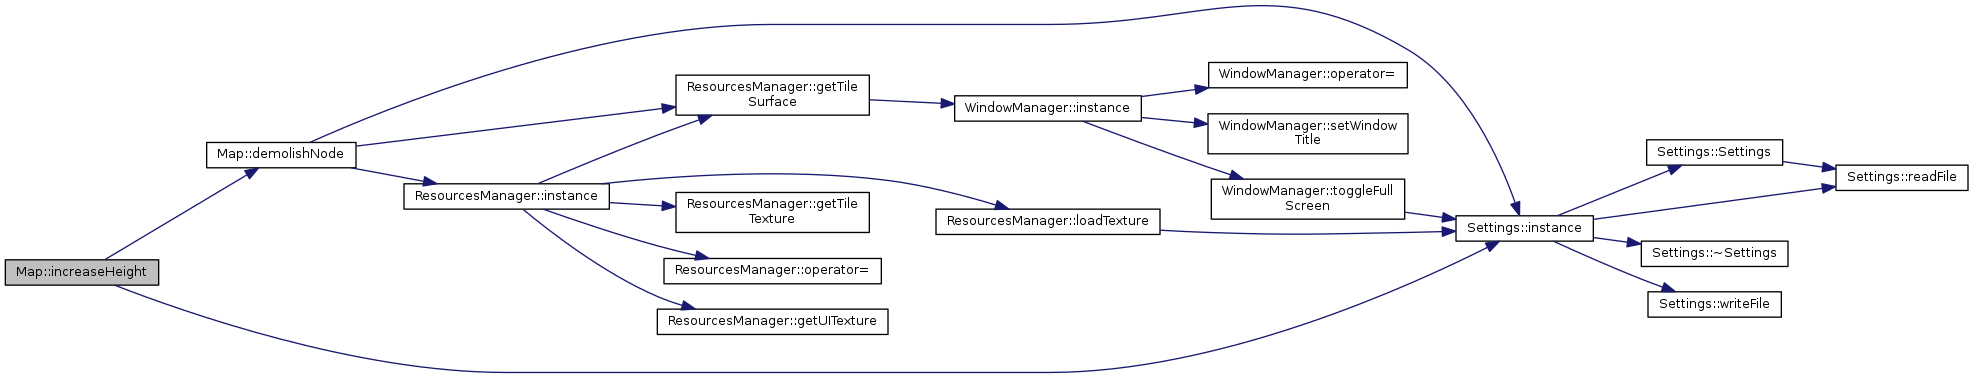 Map::increaseHeight
Map::demolishNode
ResourcesManager::instance
ResourcesManager::getTile
Surface
ResourcesManager::getTile
Texture
ResourcesManager::operator=
ResourcesManager::getUITexture
WindowManager::instance
ResourcesManager::loadTexture
WindowManager::operator=
WindowManager::setWindow
Title
WindowManager::toggleFull
Screen
Settings::instance
Settings::Settings
Settings::~Settings
Settings::writeFile
Settings::readFile